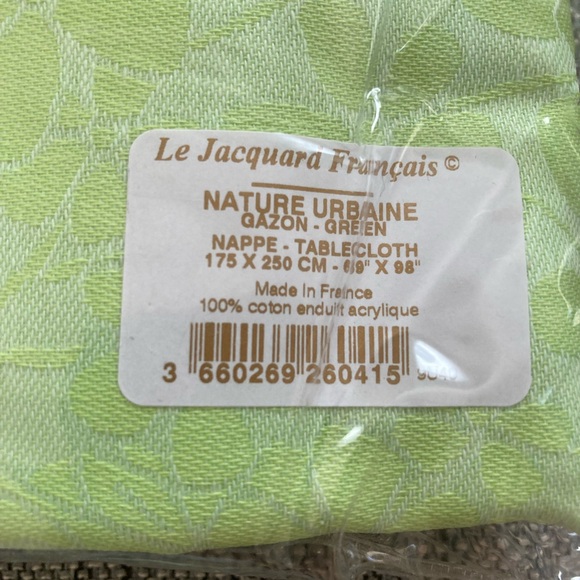 Le Jacquard Français ©
NATURE URBAINE
GAZON - GREEN
NAPPE - TABLECLOTH
175 X 250 CM - 69" X 98"
Made In France
100% coton enduit acrylique
3 660269 260415